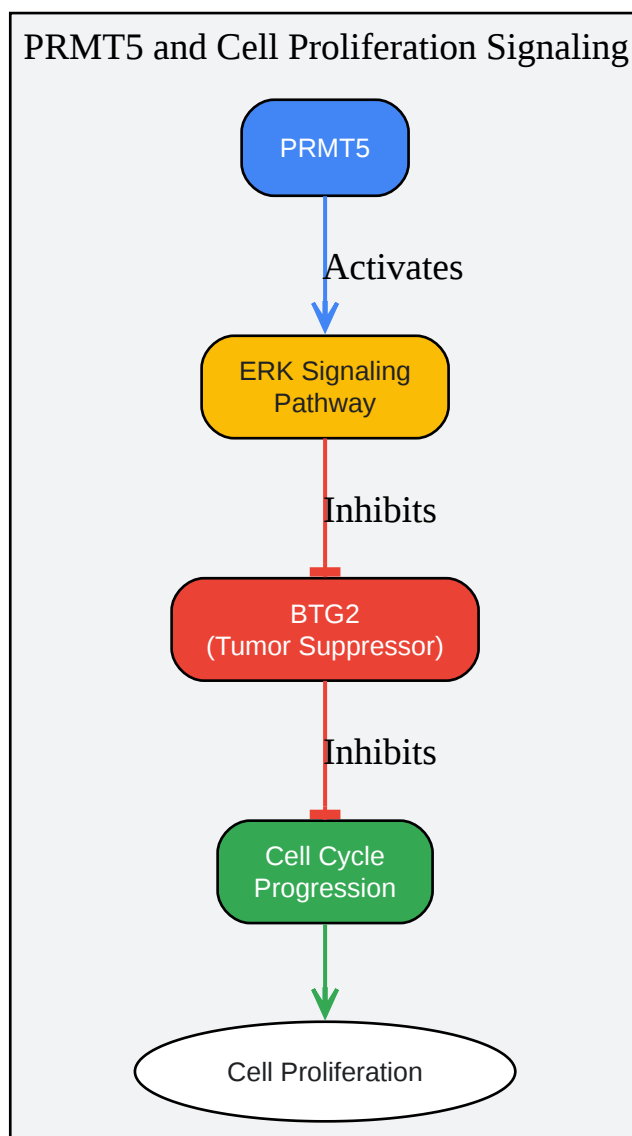 PRMT5 and Cell Proliferation Signaling
PRMT5
Activates
ERK Signaling
Pathway
Inhibits
BTG2
(Tumor Suppressor)
Inhibits
Cell Cycle
Progression
Cell Proliferation